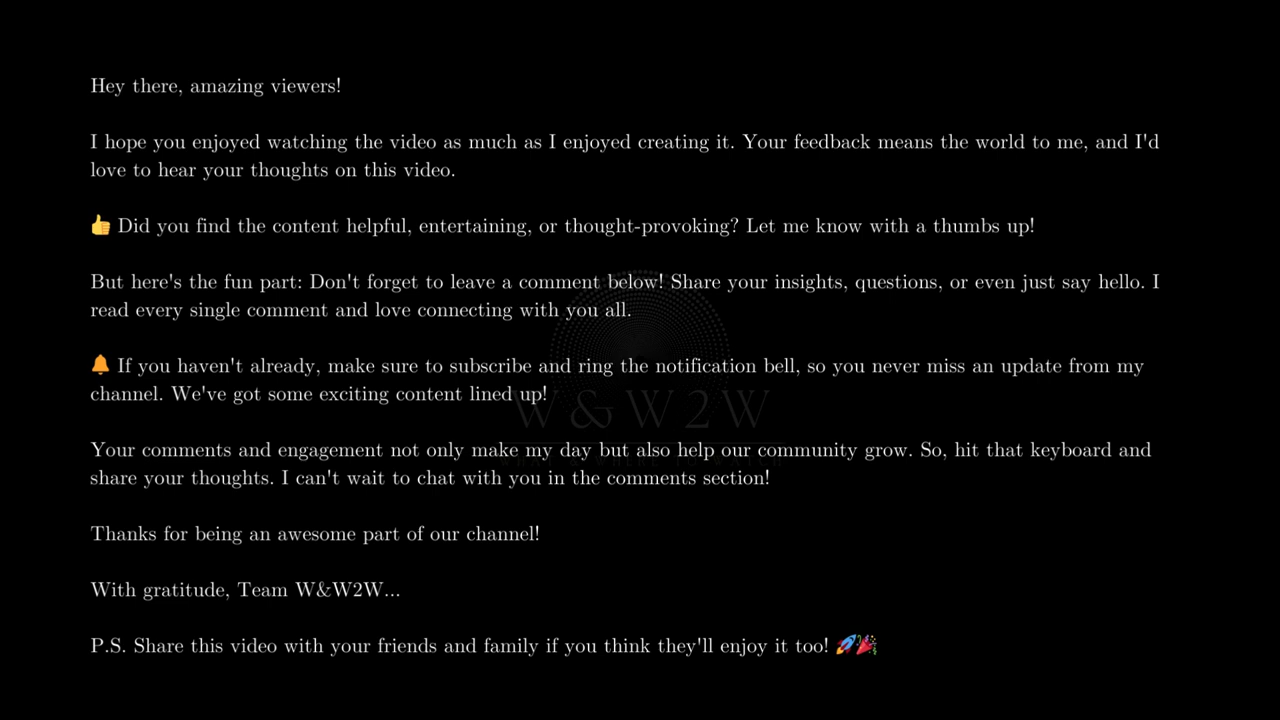 Hey there, amazing viewers!
I hope you enjoyed watching the video as much as I enjoyed creating it. Your feedback means the world to me, and I'd
love to hear your thoughts on this video.
👍 Did you find the content helpful, entertaining, or thought-provoking? Let me know with a thumbs up!
But here's the fun part: Don't forget to leave a comment below! Share your insights, questions, or even just say hello. I
read every single comment and love connecting with you all.
🔔 If you haven't already, make sure to subscribe and ring the notification bell, so you never miss an update from my
channel. We've got some exciting content lined up!
W&W2W
Your comments and engagement not only make my day but also help our community grow. So, hit that keyboard and
share your thoughts. I can't wait to chat with you in the comments section!
Thanks for being an awesome part of our channel!
With gratitude, Team W&W2W...
P.S. Share this video with your friends and family if you think they'll enjoy it too! 🚀🎉